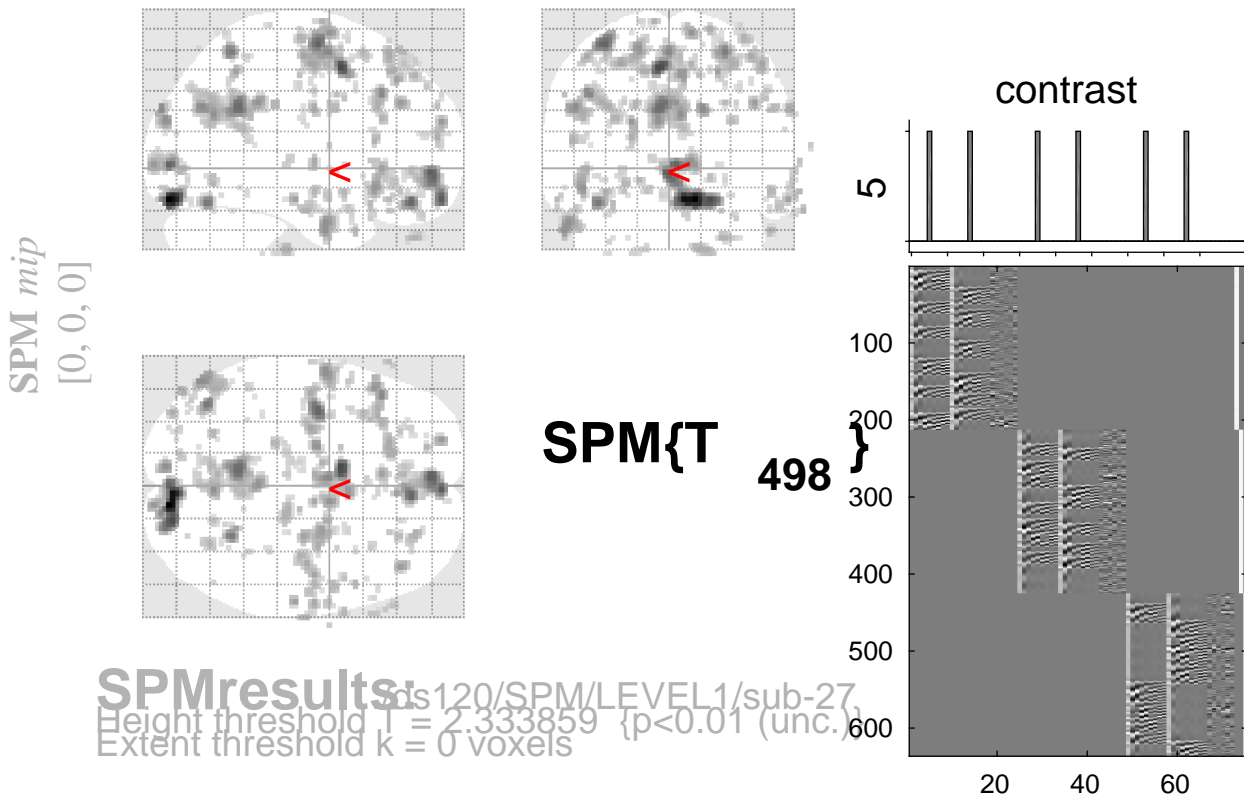 contrast
5
SPM mip
[0, 0, 0]
<
<
<
SPM{T498}
100
200
300
400
500
600
20 40 60
SPMresults: /ds120/SPM/LEVEL1/sub-27
Height threshold T = 2.333859 {p<0.01 (unc.)}
Extent threshold k = 0 voxels